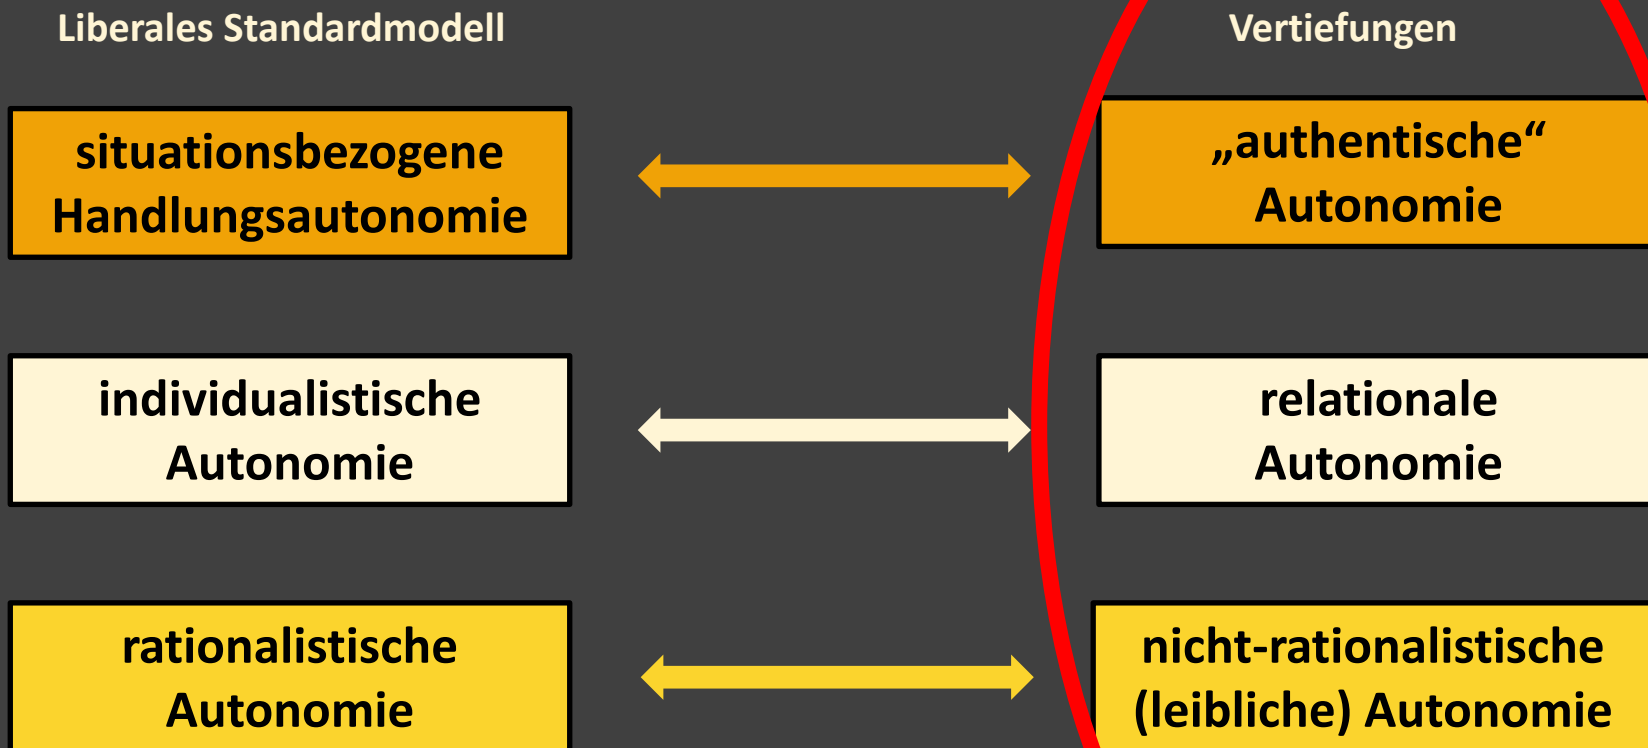 Liberales Standardmodell
Vertiefungen
situationsbezogene
Handlungsautonomie
„authentische“
Autonomie
individualistische
Autonomie
relationale
Autonomie
rationalistische
Autonomie
nicht-rationalistische
(leibliche) Autonomie